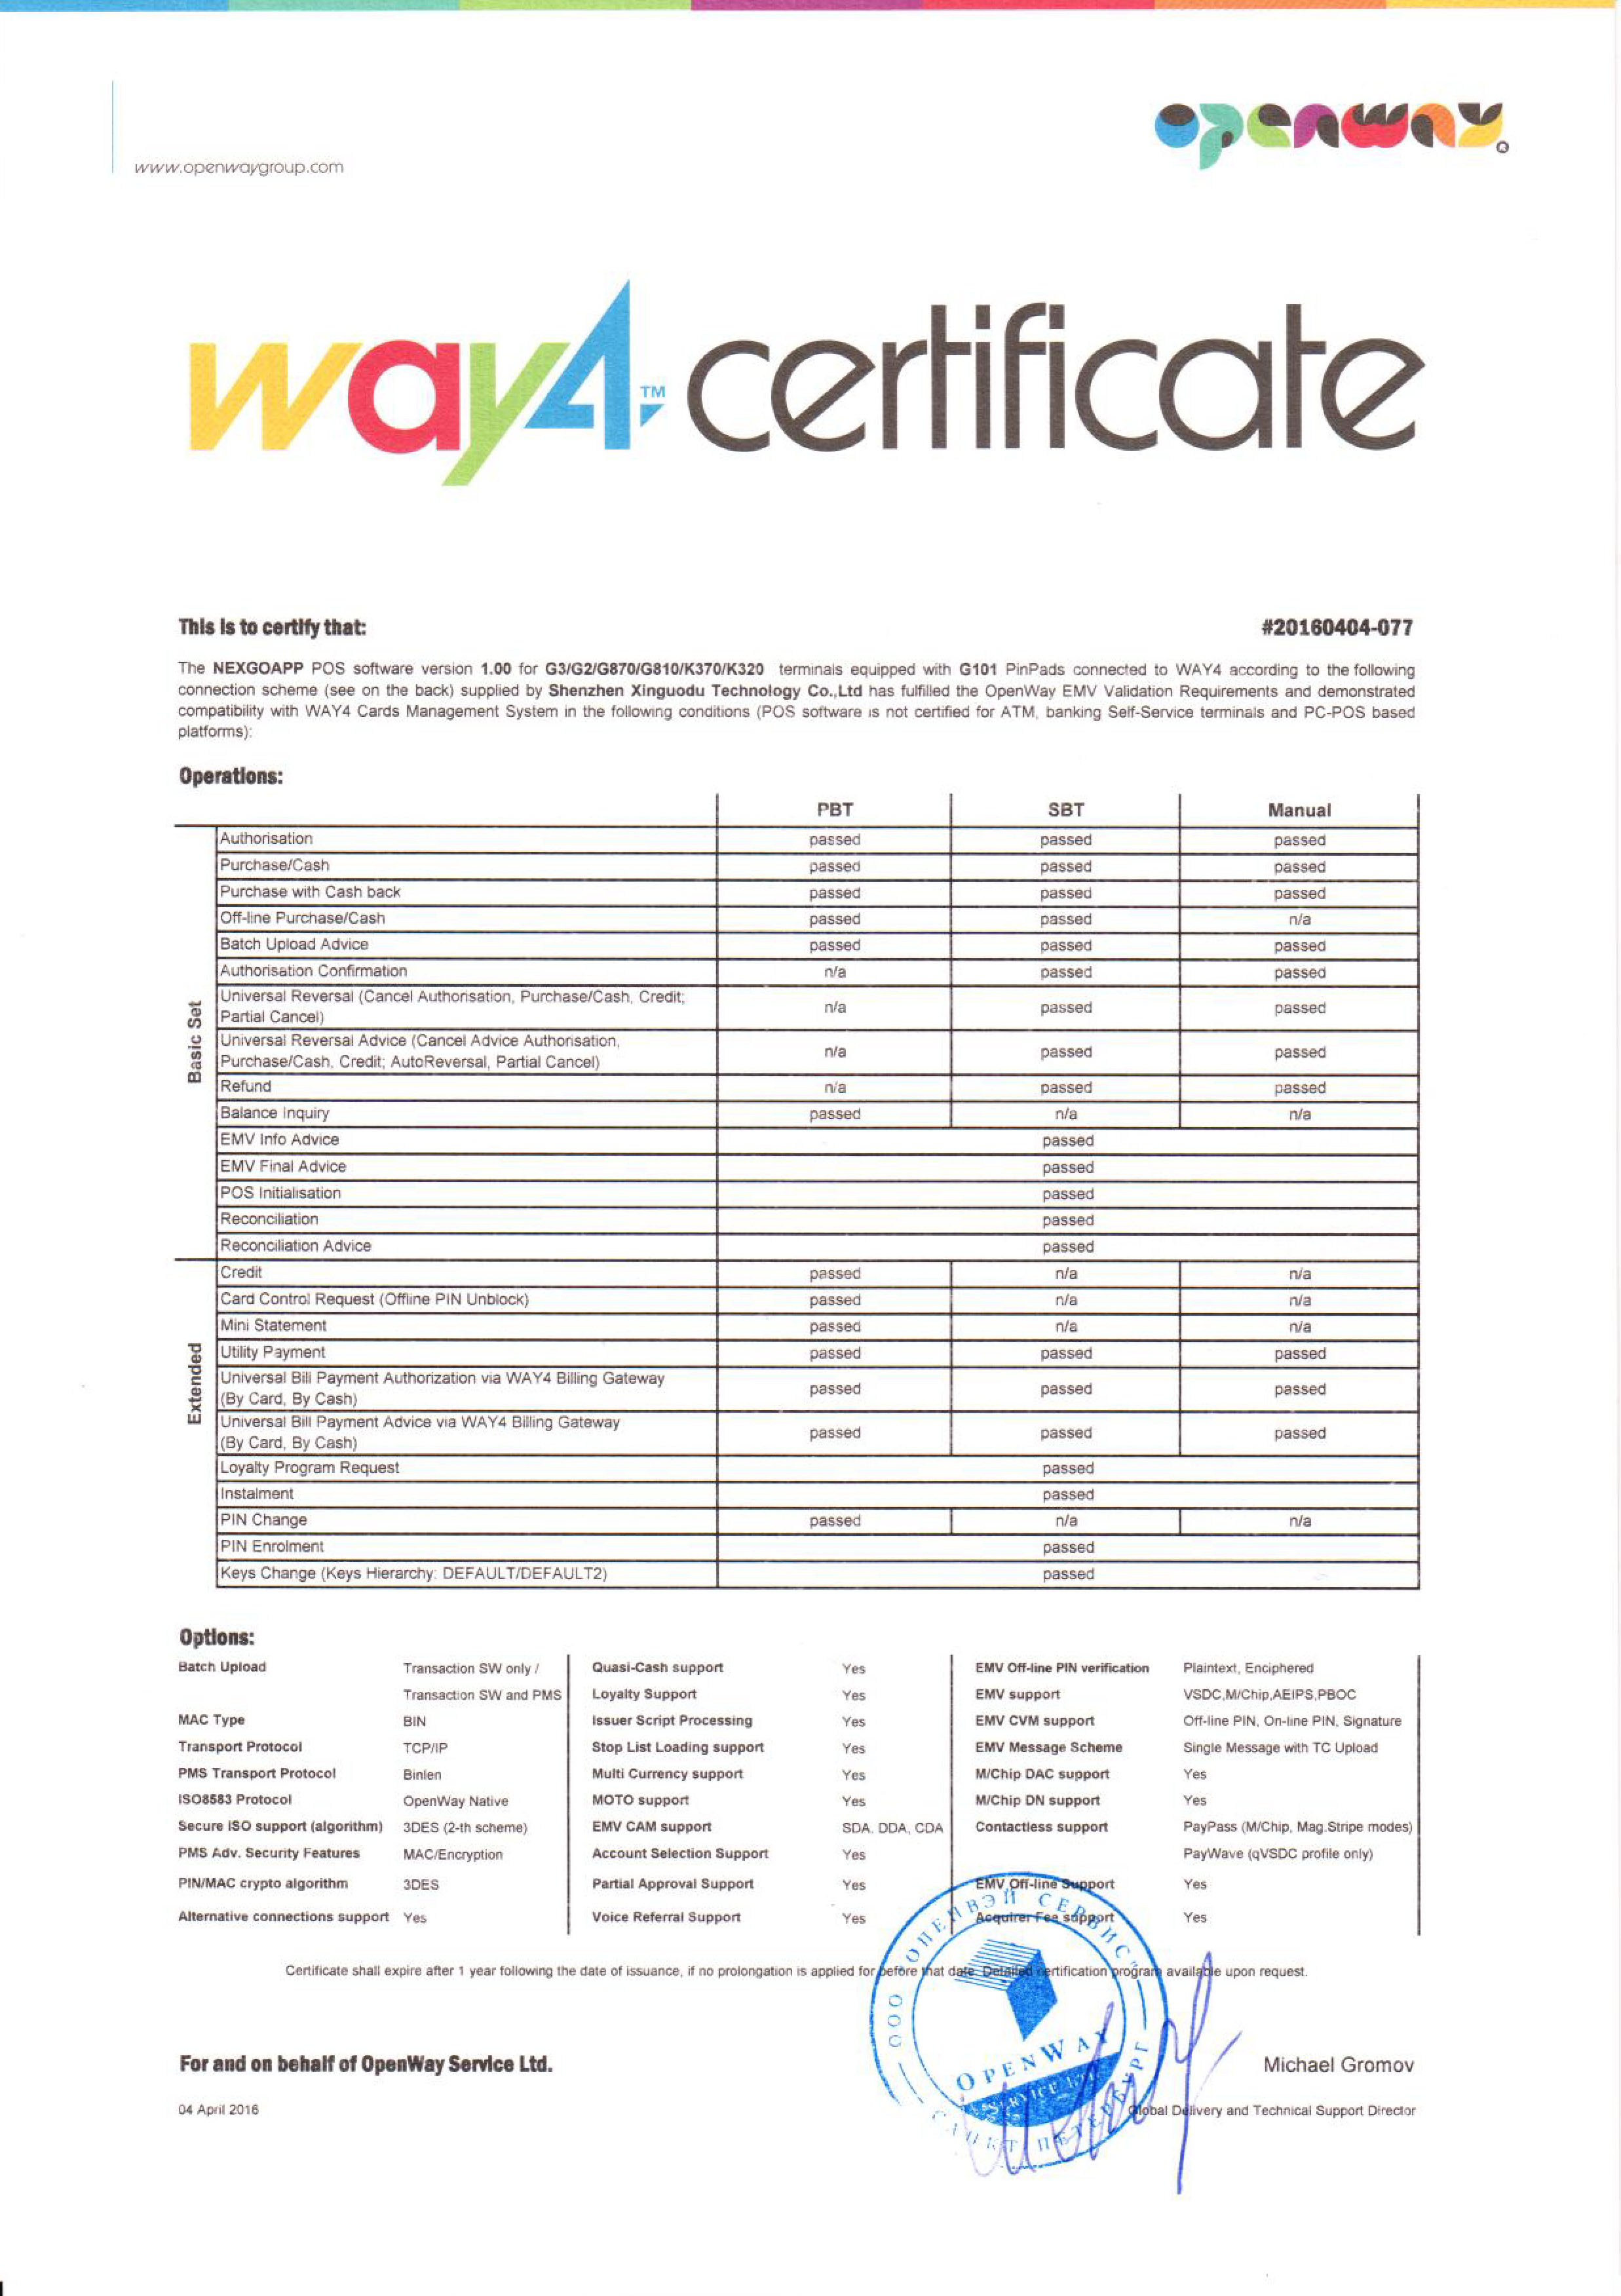 www.openwaygroup.com
openway
way4™ certificate
This is to certify that: #20160404-077
The NEXGOAPP POS software version 1.00 for G3/G2/G870/G810/K370/K320 terminals equipped with G101 PinPads connected to WAY4 according to the following
connection scheme (see on the back) supplied by Shenzhen Xinguodu Technology Co.,Ltd has fulfilled the OpenWay EMV Validation Requirements and demonstrated
compatibility with WAY4 Cards Management System in the following conditions (POS software is not certified for ATM, banking Self-Service terminals and PC-POS based
platforms):
Operations:
PBT SBT Manual
Basic Set
Authorisation passed passed passed
Purchase/Cash passed passed passed
Purchase with Cash back passed passed passed
Off-line Purchase/Cash passed passed n/a
Batch Upload Advice passed passed passed
Authorisation Confirmation n/a passed passed
Universal Reversal (Cancel Authorisation, Purchase/Cash, Credit;
Partial Cancel) n/a passed passed
Universal Reversal Advice (Cancel Advice Authorisation,
Purchase/Cash, Credit; AutoReversal, Partial Cancel) n/a passed passed
Refund n/a passed passed
Balance Inquiry passed n/a n/a
EMV Info Advice passed
EMV Final Advice passed
POS Initialisation passed
Reconciliation passed
Reconciliation Advice passed
Extended
Credit passed n/a n/a
Card Control Request (Offline PIN Unblock) passed n/a n/a
Mini Statement passed n/a n/a
Utility Payment passed passed passed
Universal Bill Payment Authorization via WAY4 Billing Gateway
(By Card, By Cash) passed passed passed
Universal Bill Payment Advice via WAY4 Billing Gateway
(By Card, By Cash) passed passed passed
Loyalty Program Request passed
Instalment passed
PIN Change passed n/a n/a
PIN Enrolment passed
Keys Change (Keys Hierarchy: DEFAULT/DEFAULT2) passed
Options:
Batch Upload Transaction SW only / Quasi-Cash support Yes EMV Off-line PIN verification Plaintext, Enciphered
Transaction SW and PMS Loyalty Support Yes EMV support VSDC,M/Chip,AEIPS,PBOC
MAC Type BIN Issuer Script Processing Yes EMV CVM support Off-line PIN, On-line PIN, Signature
Transport Protocol TCP/IP Stop List Loading support Yes EMV Message Scheme Single Message with TC Upload
PMS Transport Protocol Binlen Multi Currency support Yes M/Chip DAC support Yes
ISO8583 Protocol OpenWay Native MOTO support Yes M/Chip DN support Yes
Secure ISO support (algorithm) 3DES (2-th scheme) EMV CAM support SDA, DDA, CDA Contactless support PayPass (M/Chip, Mag.Stripe modes)
PMS Adv. Security Features MAC/Encryption Account Selection Support Yes PayWave (qVSDC profile only)
PIN/MAC crypto algorithm 3DES Partial Approval Support Yes EMV Off-line Support Yes
Alternative connections support Yes Voice Referral Support Yes Acquirer Fee support Yes
Certificate shall expire after 1 year following the date of issuance, if no prolongation is applied for before that date. Detailed certification program available upon request.
ООО "ОПЕНВЭЙ СЕРВИС"
OPENWAY
SERVICE LTD
САНКТ ПЕТЕРБУРГ
For and on behalf of OpenWay Service Ltd. Michael Gromov
04 April 2016 Global Delivery and Technical Support Director